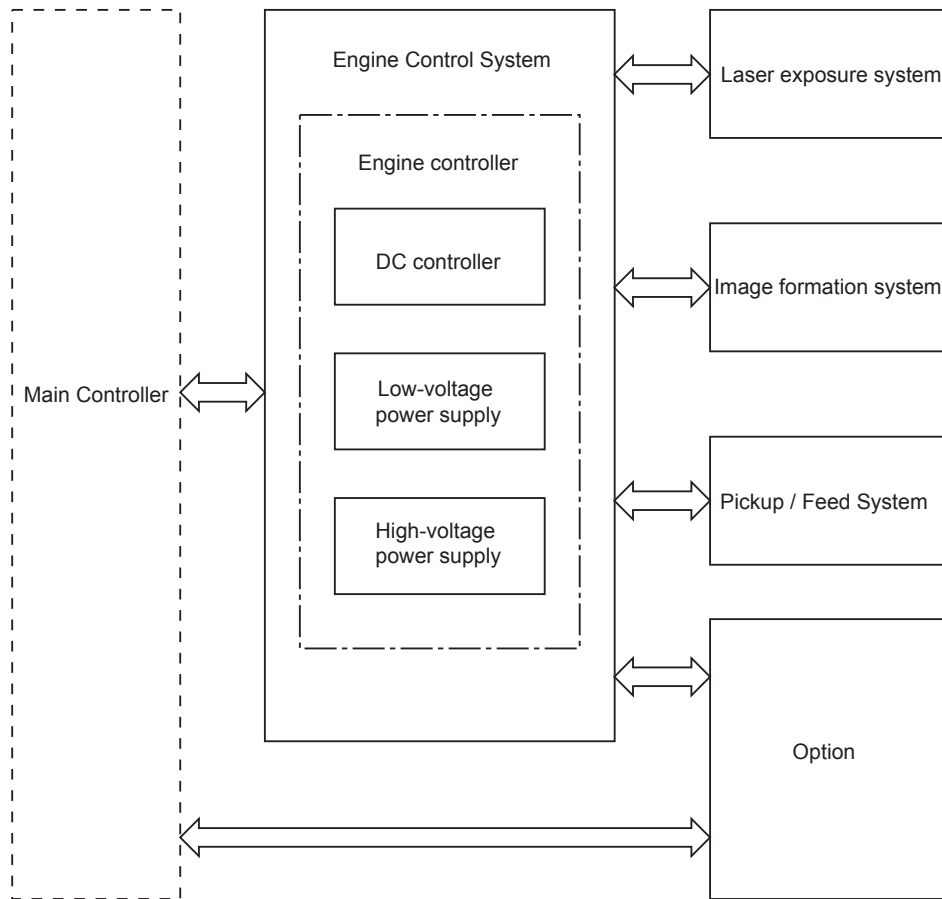 Main Controller
Engine Control System
Engine controller
DC controller
Low-voltage
power supply
High-voltage
power supply
Laser exposure system
Image formation system
Pickup / Feed System
Option